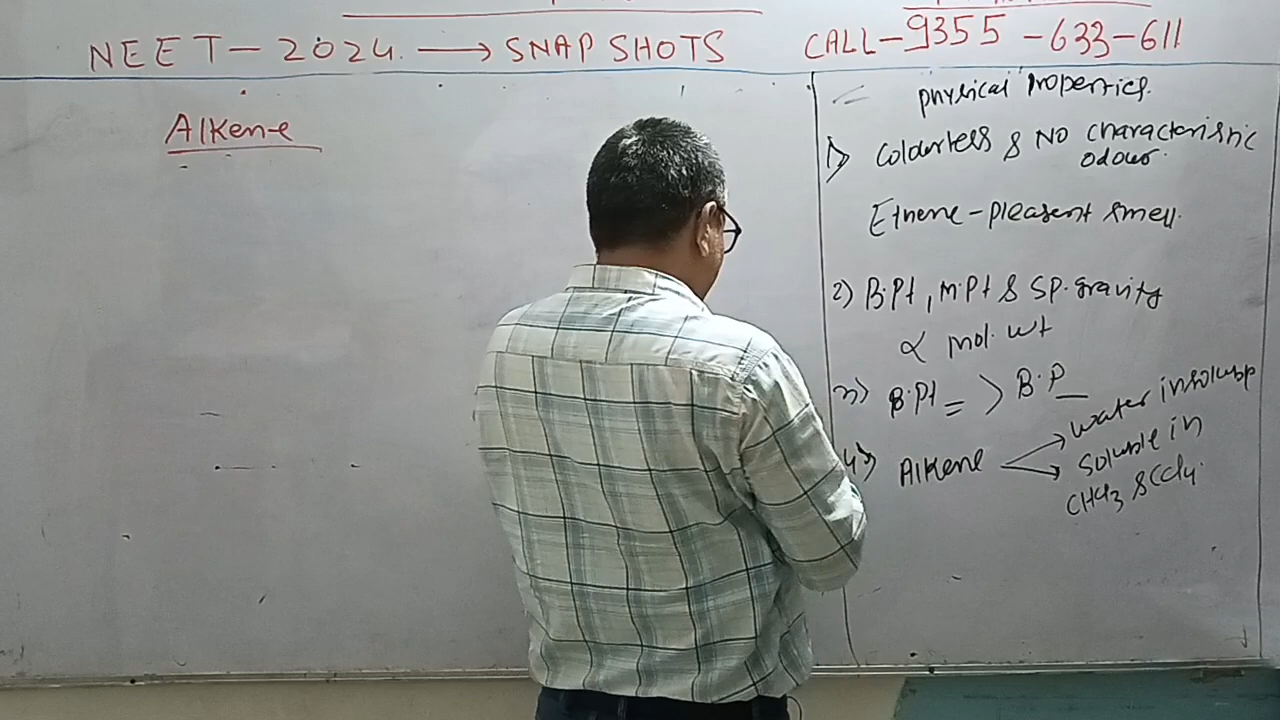 NEET - 2024. → SNAP SHOTS
CALL - 9355 - 633 - 611
Alkene
physical properties.
1) Colourless & No characteristic
odour.
Ethene - pleasent smell.
2) B.Pt, M.Pt & SP. gravity
∝ mol. wt
3) B.Pt = > B.P –
4) Alkene → water insoluble
→ soluble in
CHCl3 & CCl4.